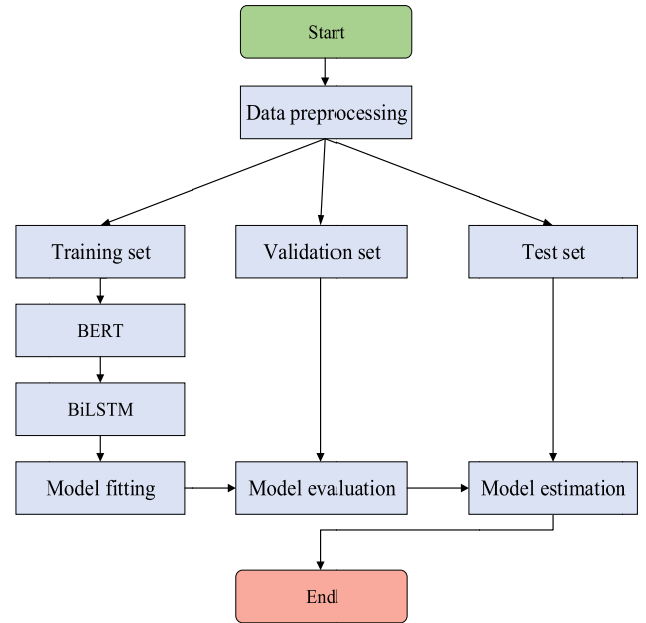 Start
Data preprocessing
Training set
Validation set
Test set
BERT
BiLSTM
Model fitting
Model evaluation
Model estimation
End